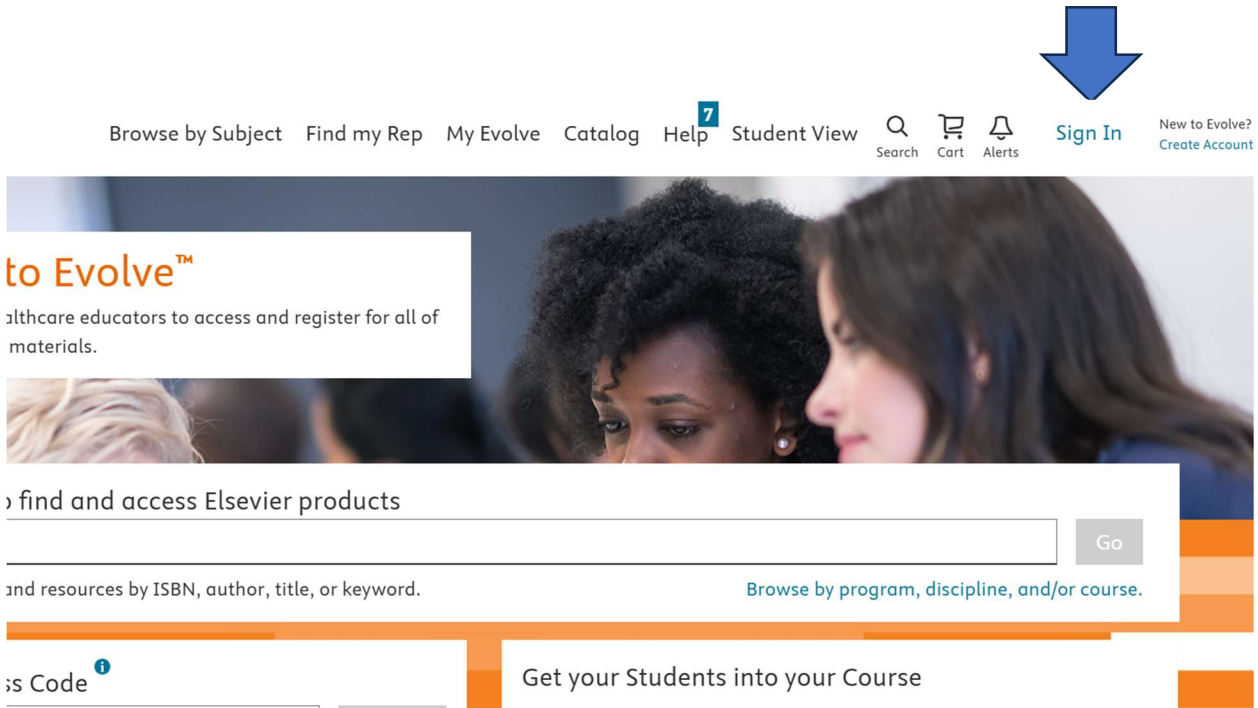 7
Browse by Subject Find my Rep My Evolve Catalog Help Student View Search Cart Alerts Sign In
New to Evolve?
Create Account
to Evolve™
althcare educators to access and register for all of
materials.
find and access Elsevier products
Go
and resources by ISBN, author, title, or keyword.
Browse by program, discipline, and/or course.
ss Code
Get your Students into your Course